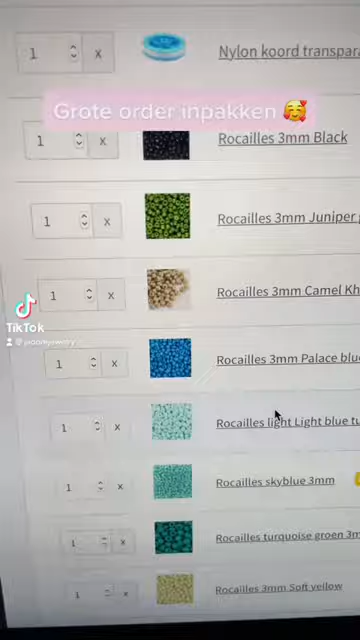 1 x Nylon koord transpara
Grote order inpakken 🥰
1 x Rocailles 3mm Black
1 x Rocailles 3mm Juniper
1 x Rocailles 3mm Camel Kh
TikTok
1 x Rocailles 3mm Palace blu
1 x Rocailles light Light blue tu
1 x Rocailles skyblue 3mm
1 x Rocailles turquoise groen 3m
1 x Rocailles 3mm Soft yellow